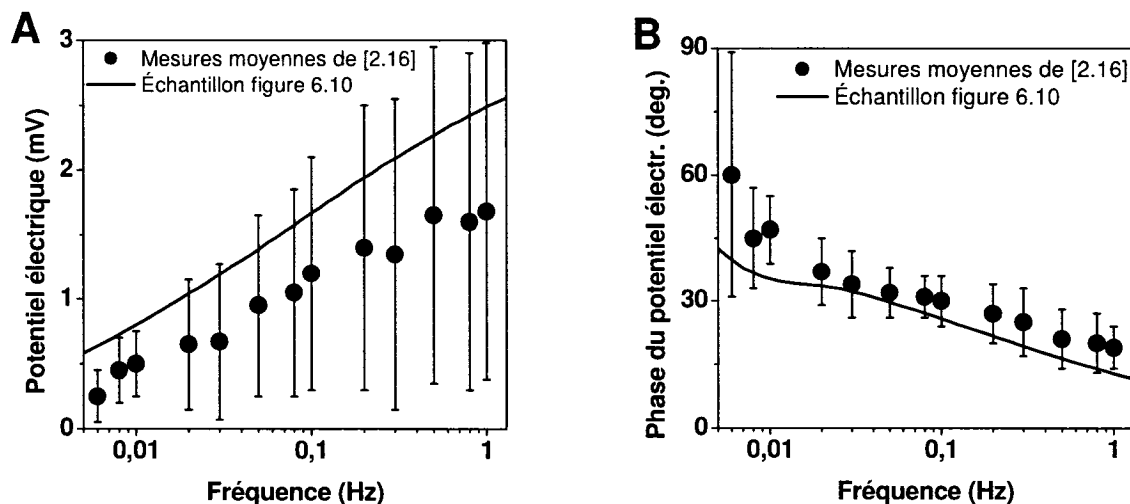 A
3
Mesures moyennes de [2.16]
Échantillon figure 6.10
2
1
0
Potentiel électrique (mV)
0,01
0,1
1
Fréquence (Hz)
B
90
Mesures moyennes de [2.16]
Échantillon figure 6.10
60
30
0
Phase du potentiel électr. (deg.)
0,01
0,1
1
Fréquence (Hz)